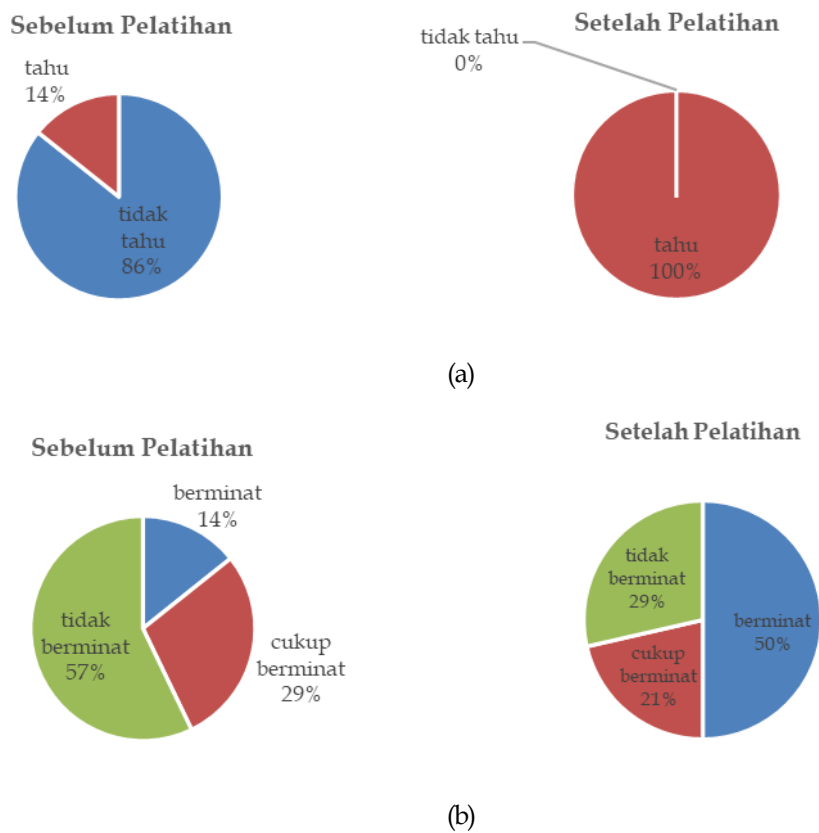 Sebelum Pelatihan
tahu
14%
tidak
tahu
86%
Setelah Pelatihan
tidak tahu
0%
tahu
100%
(a)
Sebelum Pelatihan
berminat
14%
cukup
berminat
29%
tidak
berminat
57%
Setelah Pelatihan
tidak
berminat
29%
berminat
50%
cukup
berminat
21%
(b)